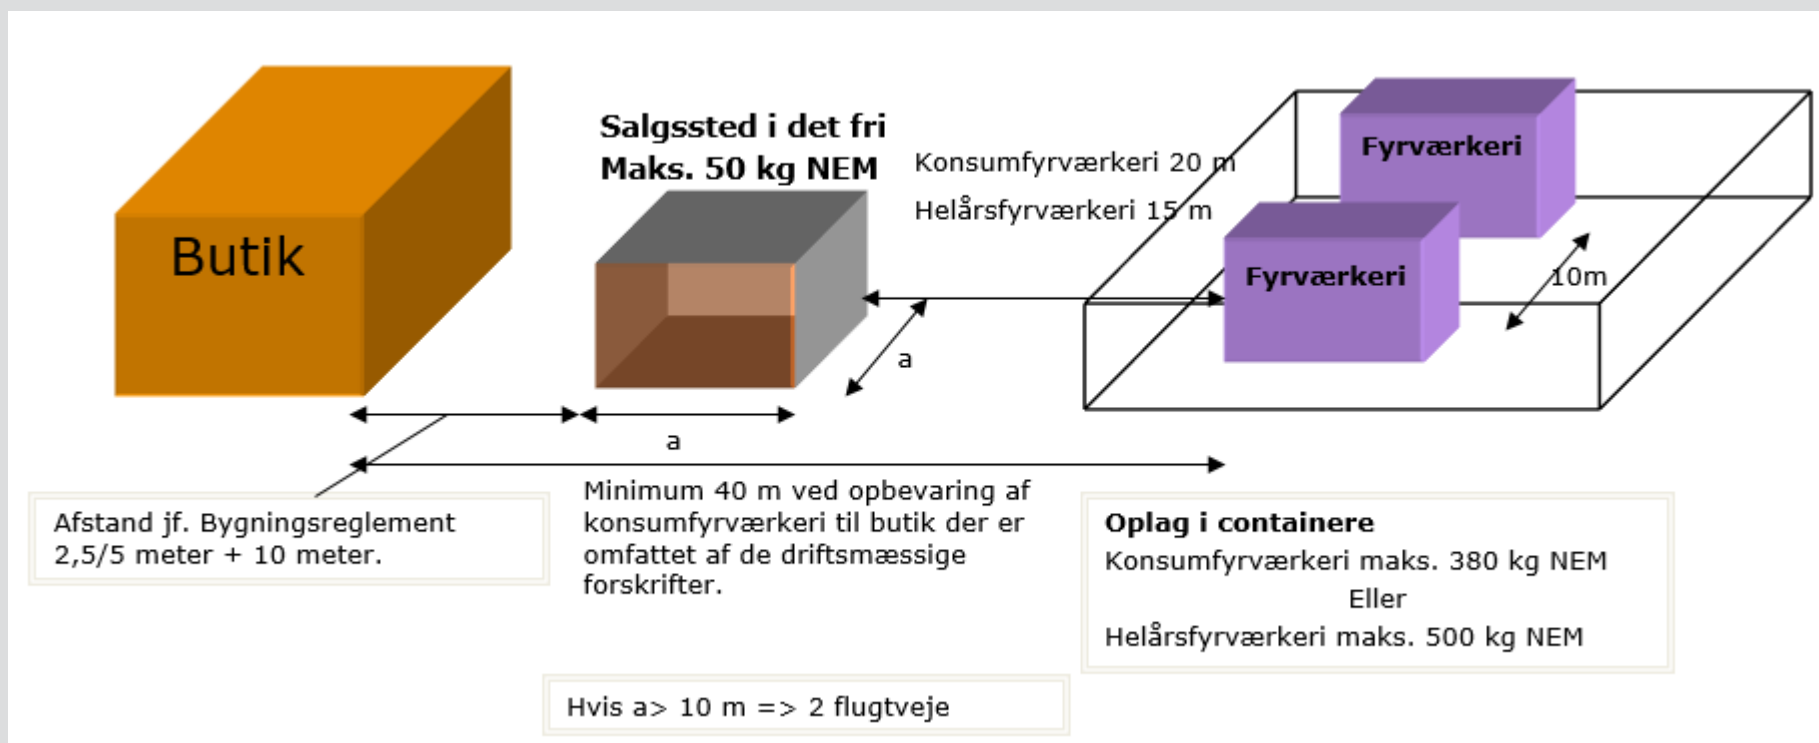 Butik
Salgssted i det fri
Maks. 50 kg NEM
Konsumfyrværkeri 20 m
Helårsfyrværkeri 15 m
Fyrværkeri
Fyrværkeri
10m
a
a
Afstand jf. Bygningsreglement
2,5/5 meter + 10 meter.
Minimum 40 m ved opbevaring af
konsumfyrværkeri til butik der er
omfattet af de driftsmæssige
forskrifter.
Oplag i containere
Konsumfyrværkeri maks. 380 kg NEM
Eller
Helårsfyrværkeri maks. 500 kg NEM
Hvis a> 10 m => 2 flugtveje